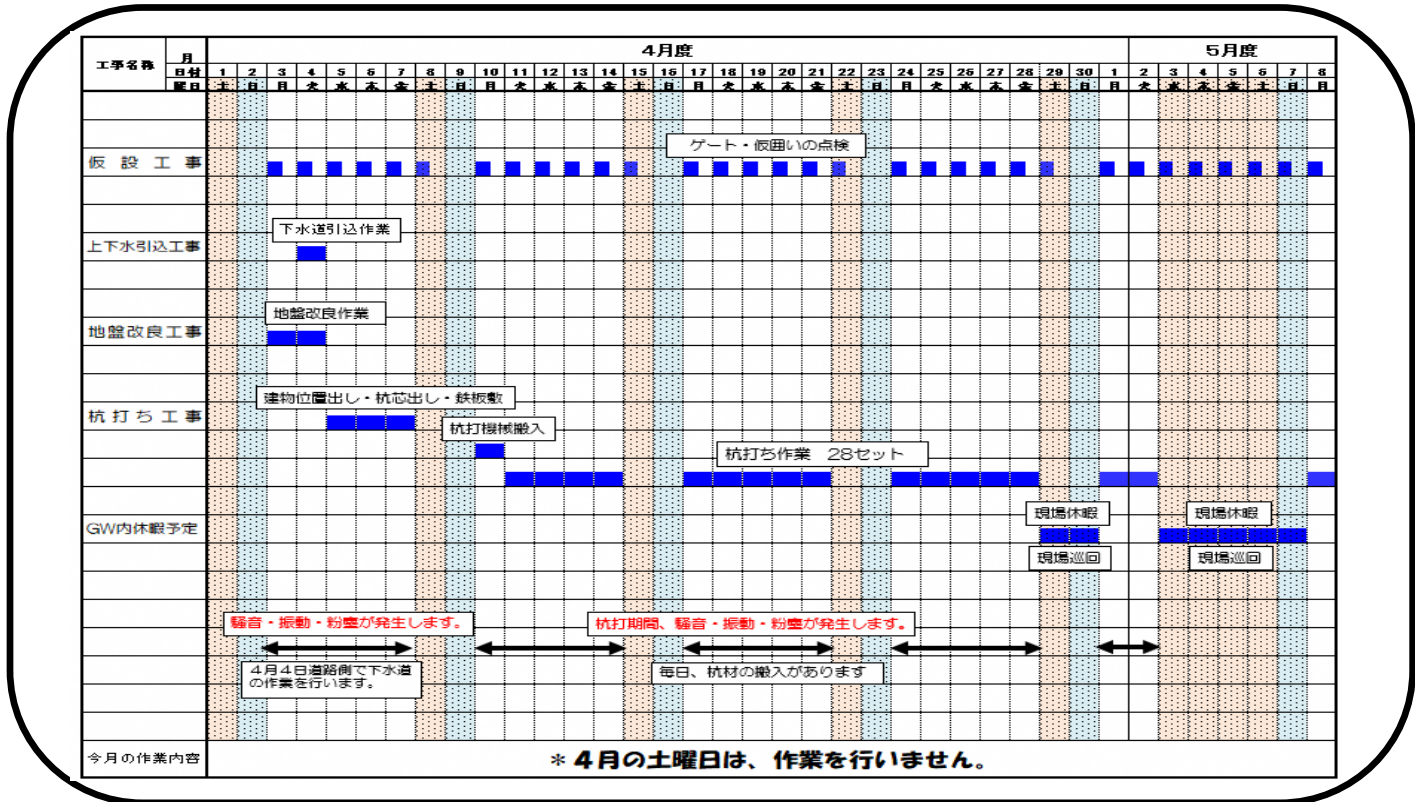 工事名称 月 4月度 5月度
日付 1 2 3 4 5 6 7 8 9 10 11 12 13 14 15 16 17 18 19 20 21 22 23 24 25 26 27 28 29 30 1 2 3 4 5 6 7 8
曜日 土 日 月 火 水 木 金 土 日 月 火 水 木 金 土 日 月 火 水 木 金 土 日 月 火 水 木 金 土 日 月 火 水 木 金 土 日 月
ゲート・仮囲いの点検
仮設工事
下水道引込作業
上下水引込工事
地盤改良作業
地盤改良工事
建物位置出し・杭芯出し・鉄板敷
杭打ち工事
杭打機械搬入
杭打ち作業 28セット
現場休暇 現場休暇
GW内休暇予定
現場巡回 現場巡回
騒音・振動・粉塵が発生します。 杭打期間、騒音・振動・粉塵が発生します。
4月4日道路側で下水道
の作業を行います。
毎日、杭材の搬入があります
今月の作業内容 *4月の土曜日は、作業を行いません。